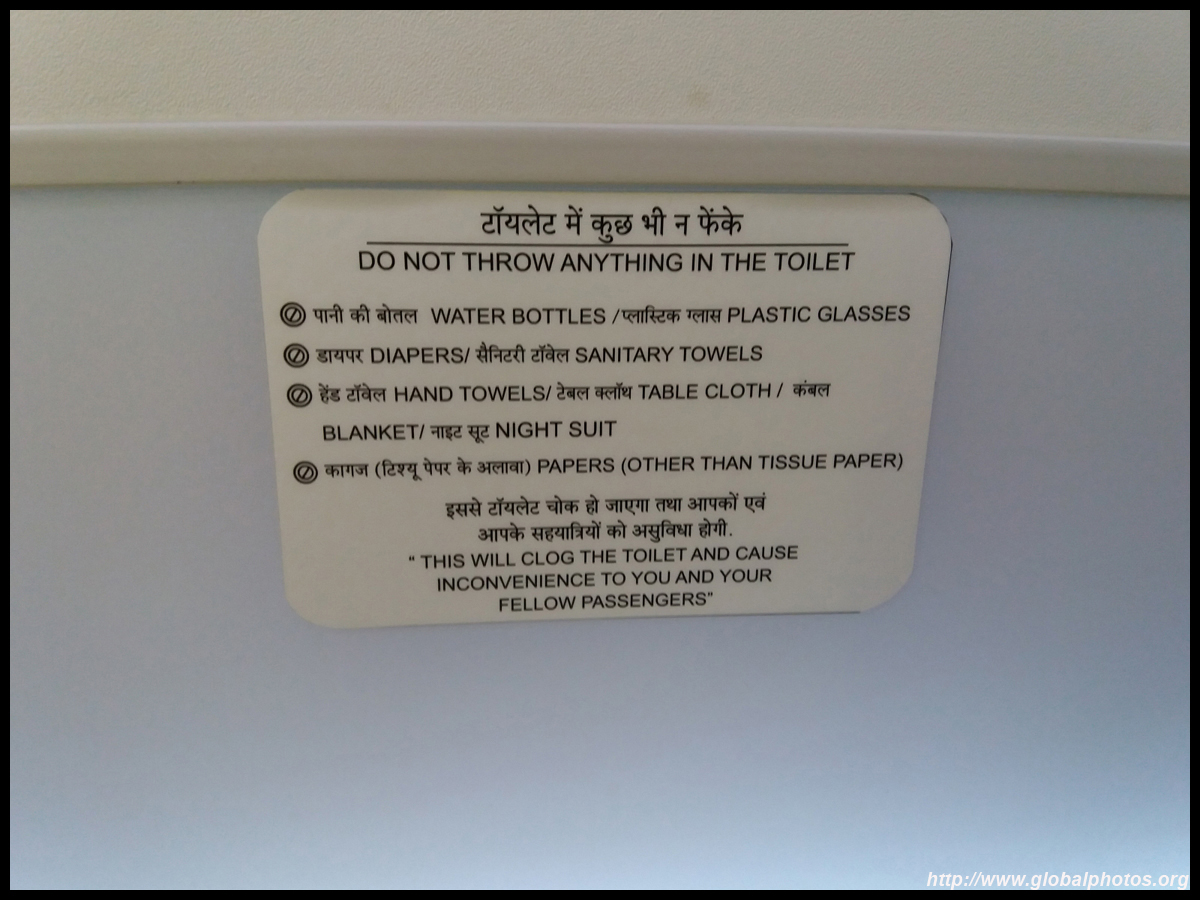 टॉयलेट में कुछ भी न फेंके
DO NOT THROW ANYTHING IN THE TOILET
पानी की बोतल WATER BOTTLES /प्लास्टिक ग्लास PLASTIC GLASSES
डायपर DIAPERS/ सैनिटरी टॉवेल SANITARY TOWELS
हेंड टॉवेल HAND TOWELS/ टेबल क्लॉथ TABLE CLOTH / कंबल
BLANKET/ नाइट सूट NIGHT SUIT
कागज (टिश्यू पेपर के अलावा) PAPERS (OTHER THAN TISSUE PAPER)
इससे टॉयलेट चोक हो जाएगा तथा आपकों एवं
आपके सहयात्रियों को असुविधा होगी.
“ THIS WILL CLOG THE TOILET AND CAUSE
INCONVENIENCE TO YOU AND YOUR
FELLOW PASSENGERS”
http://www.globalphotos.org